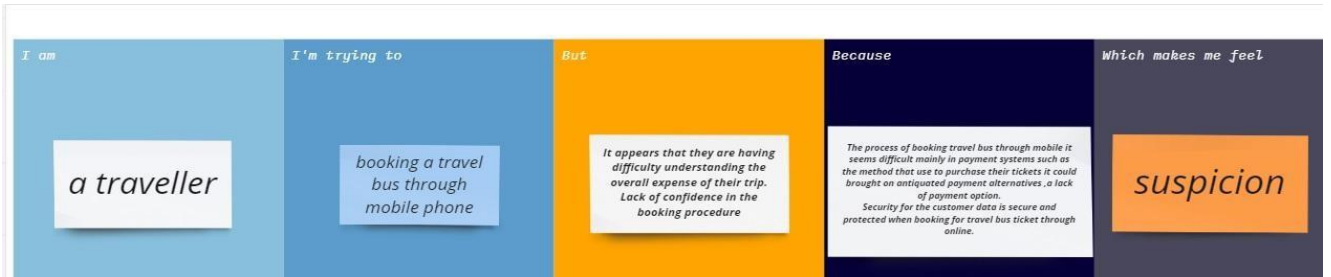 I am
a traveller
I'm trying to
booking a travel
bus through
mobile phone
But
It appears that they are having
difficulty understanding the
overall expense of their trip.
Lack of confidence in the
booking procedure
Because
The process of booking travel bus through mobile it
seems difficult mainly in payment systems such as
the method that use to purchase their tickets it could
brought on antiquated payment alternatives ,a lack
of payment option.
Security for the customer data is secure and
protected when booking for travel bus ticket through
online.
Which makes me feel
suspicion